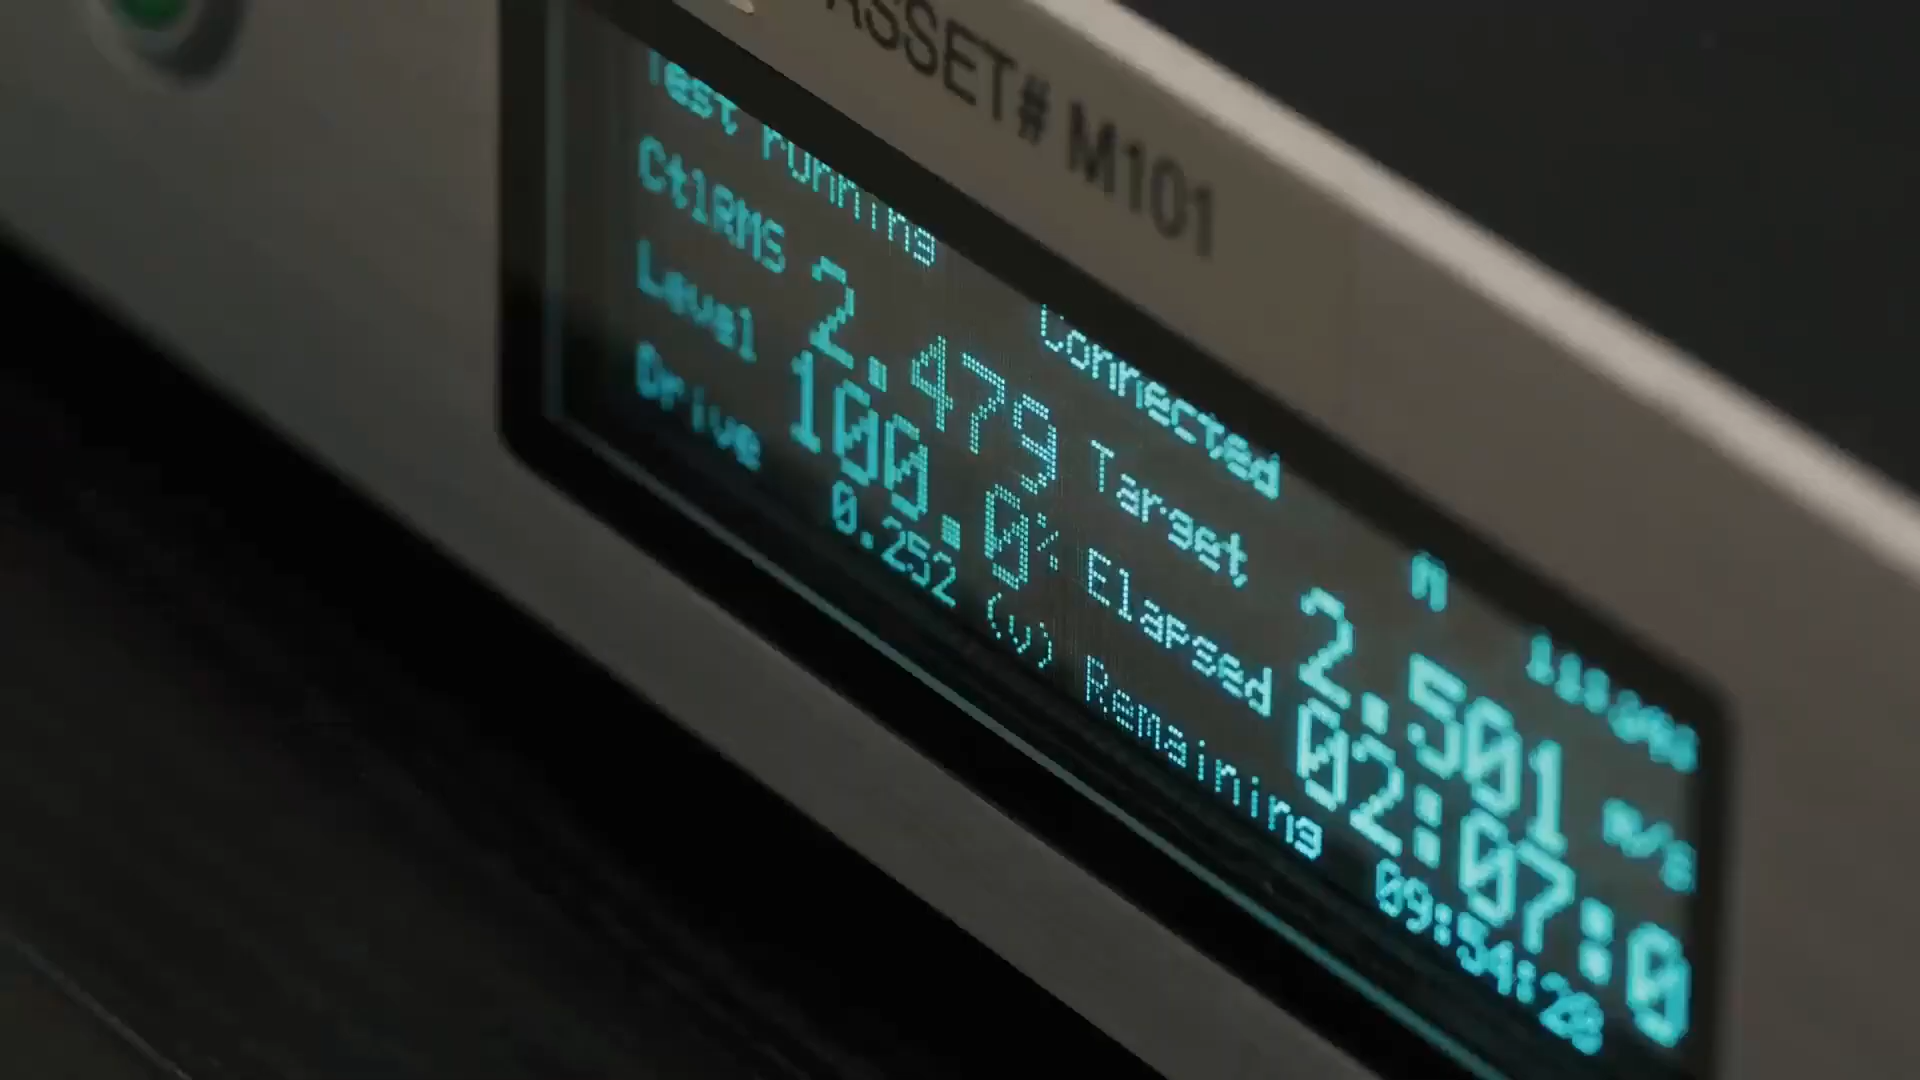 ASSET# M101
Test running Connected
CtlRMS 2.479 Target 2.501 m/s
Level 100.0% Elapsed 02:07:0
Drive 0.252 (v) Remaining 09:54:20